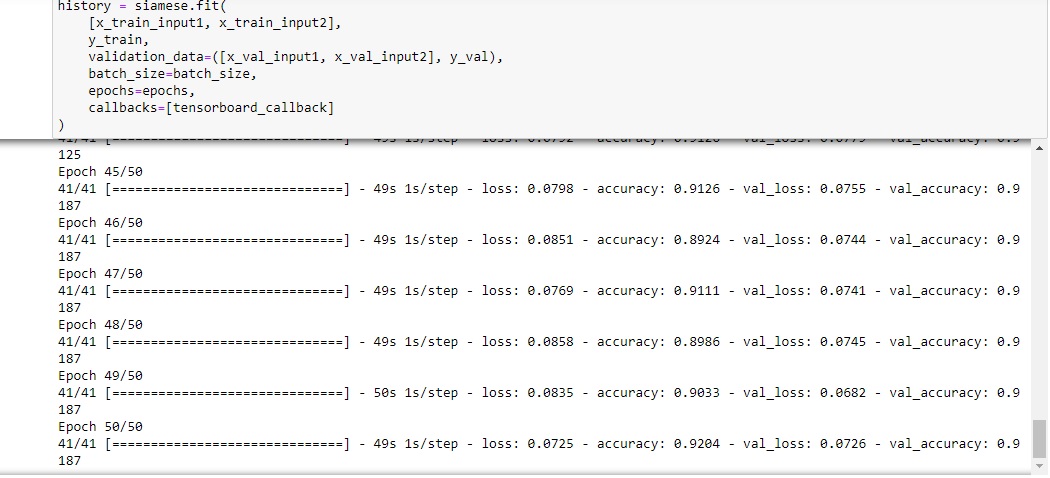 history = siamese.fit(
[x_train_input1, x_train_input2],
y_train,
validation_data=([x_val_input1, x_val_input2], y_val),
batch_size=batch_size,
epochs=epochs,
callbacks=[tensorboard_callback]
)
125
Epoch 45/50
41/41 [==============================] - 49s 1s/step - loss: 0.0798 - accuracy: 0.9126 - val_loss: 0.0755 - val_accuracy: 0.9
187
Epoch 46/50
41/41 [==============================] - 49s 1s/step - loss: 0.0851 - accuracy: 0.8924 - val_loss: 0.0744 - val_accuracy: 0.9
187
Epoch 47/50
41/41 [==============================] - 49s 1s/step - loss: 0.0769 - accuracy: 0.9111 - val_loss: 0.0741 - val_accuracy: 0.9
187
Epoch 48/50
41/41 [==============================] - 49s 1s/step - loss: 0.0858 - accuracy: 0.8986 - val_loss: 0.0745 - val_accuracy: 0.9
187
Epoch 49/50
41/41 [==============================] - 50s 1s/step - loss: 0.0835 - accuracy: 0.9033 - val_loss: 0.0682 - val_accuracy: 0.9
187
Epoch 50/50
41/41 [==============================] - 49s 1s/step - loss: 0.0725 - accuracy: 0.9204 - val_loss: 0.0726 - val_accuracy: 0.9
187